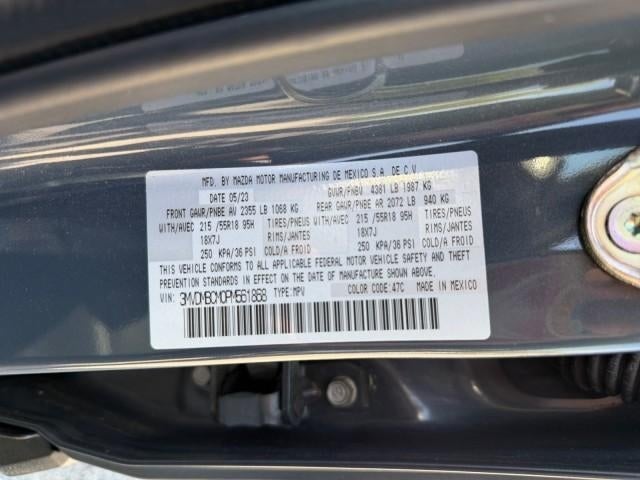 MFD. BY MAZDA MOTOR MANUFACTURING DE MEXICO S.A. DE C.V.
DATE 05/23 GVWR/PNBV 4381 LB 1987 KG
FRONT GAWR/PNBE AV 2355 LB 1068 KG REAR GAWR/PNBE AR 2072 LB 940 KG
WITH/AVEC 215/55R18 95H TIRES/PNEUS WITH/AVEC 215/55R18 95H TIRES/PNEUS
18X7J RIMS/JANTES 18X7J RIMS/JANTES
250 KPA/36 PSI COLD/A FROID 250 KPA/36 PSI COLD/A FROID
THIS VEHICLE CONFORMS TO ALL APPLICABLE FEDERAL MOTOR VEHICLE SAFETY AND THEFT
PREVENTION STANDARDS IN EFFECT ON THE DATE OF MANUFACTURE SHOWN ABOVE.
VIN: 3MVDMBCM0PM561868 TYPE:MPV COLOR CODE:47C MADE IN MEXICO